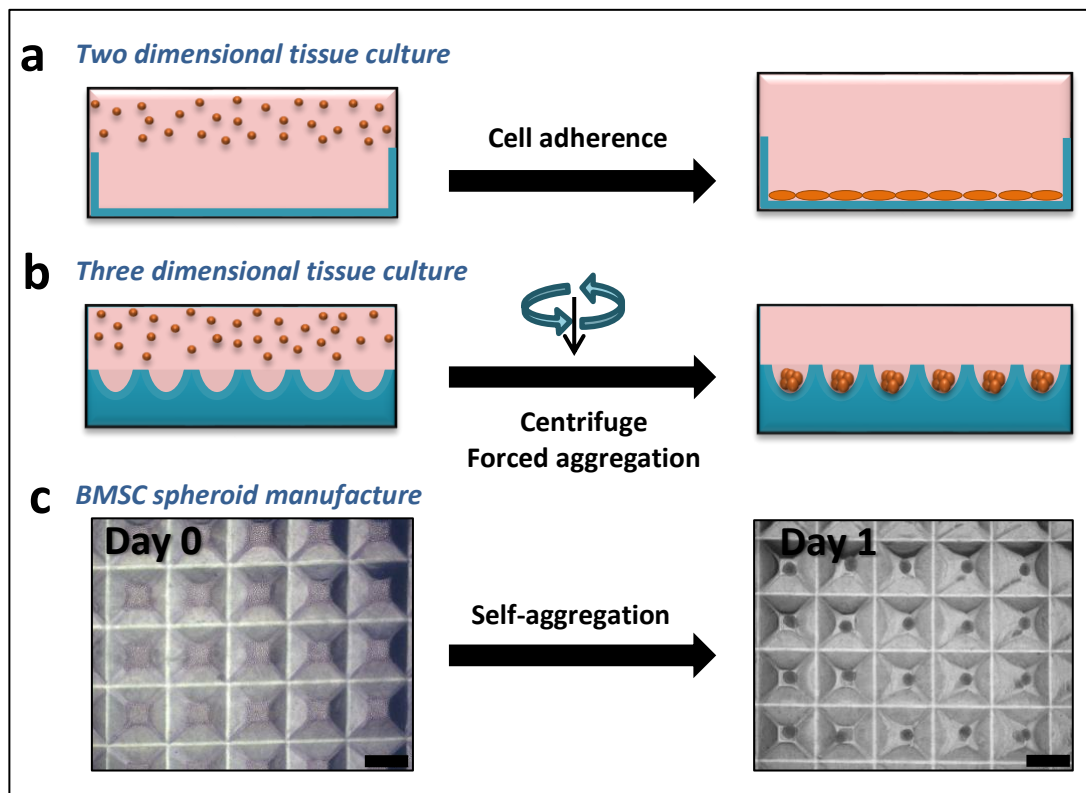 a Two dimensional tissue culture
Cell adherence
b Three dimensional tissue culture
Centrifuge
Forced aggregation
c BMSC spheroid manufacture
Day 0
Self-aggregation
Day 1